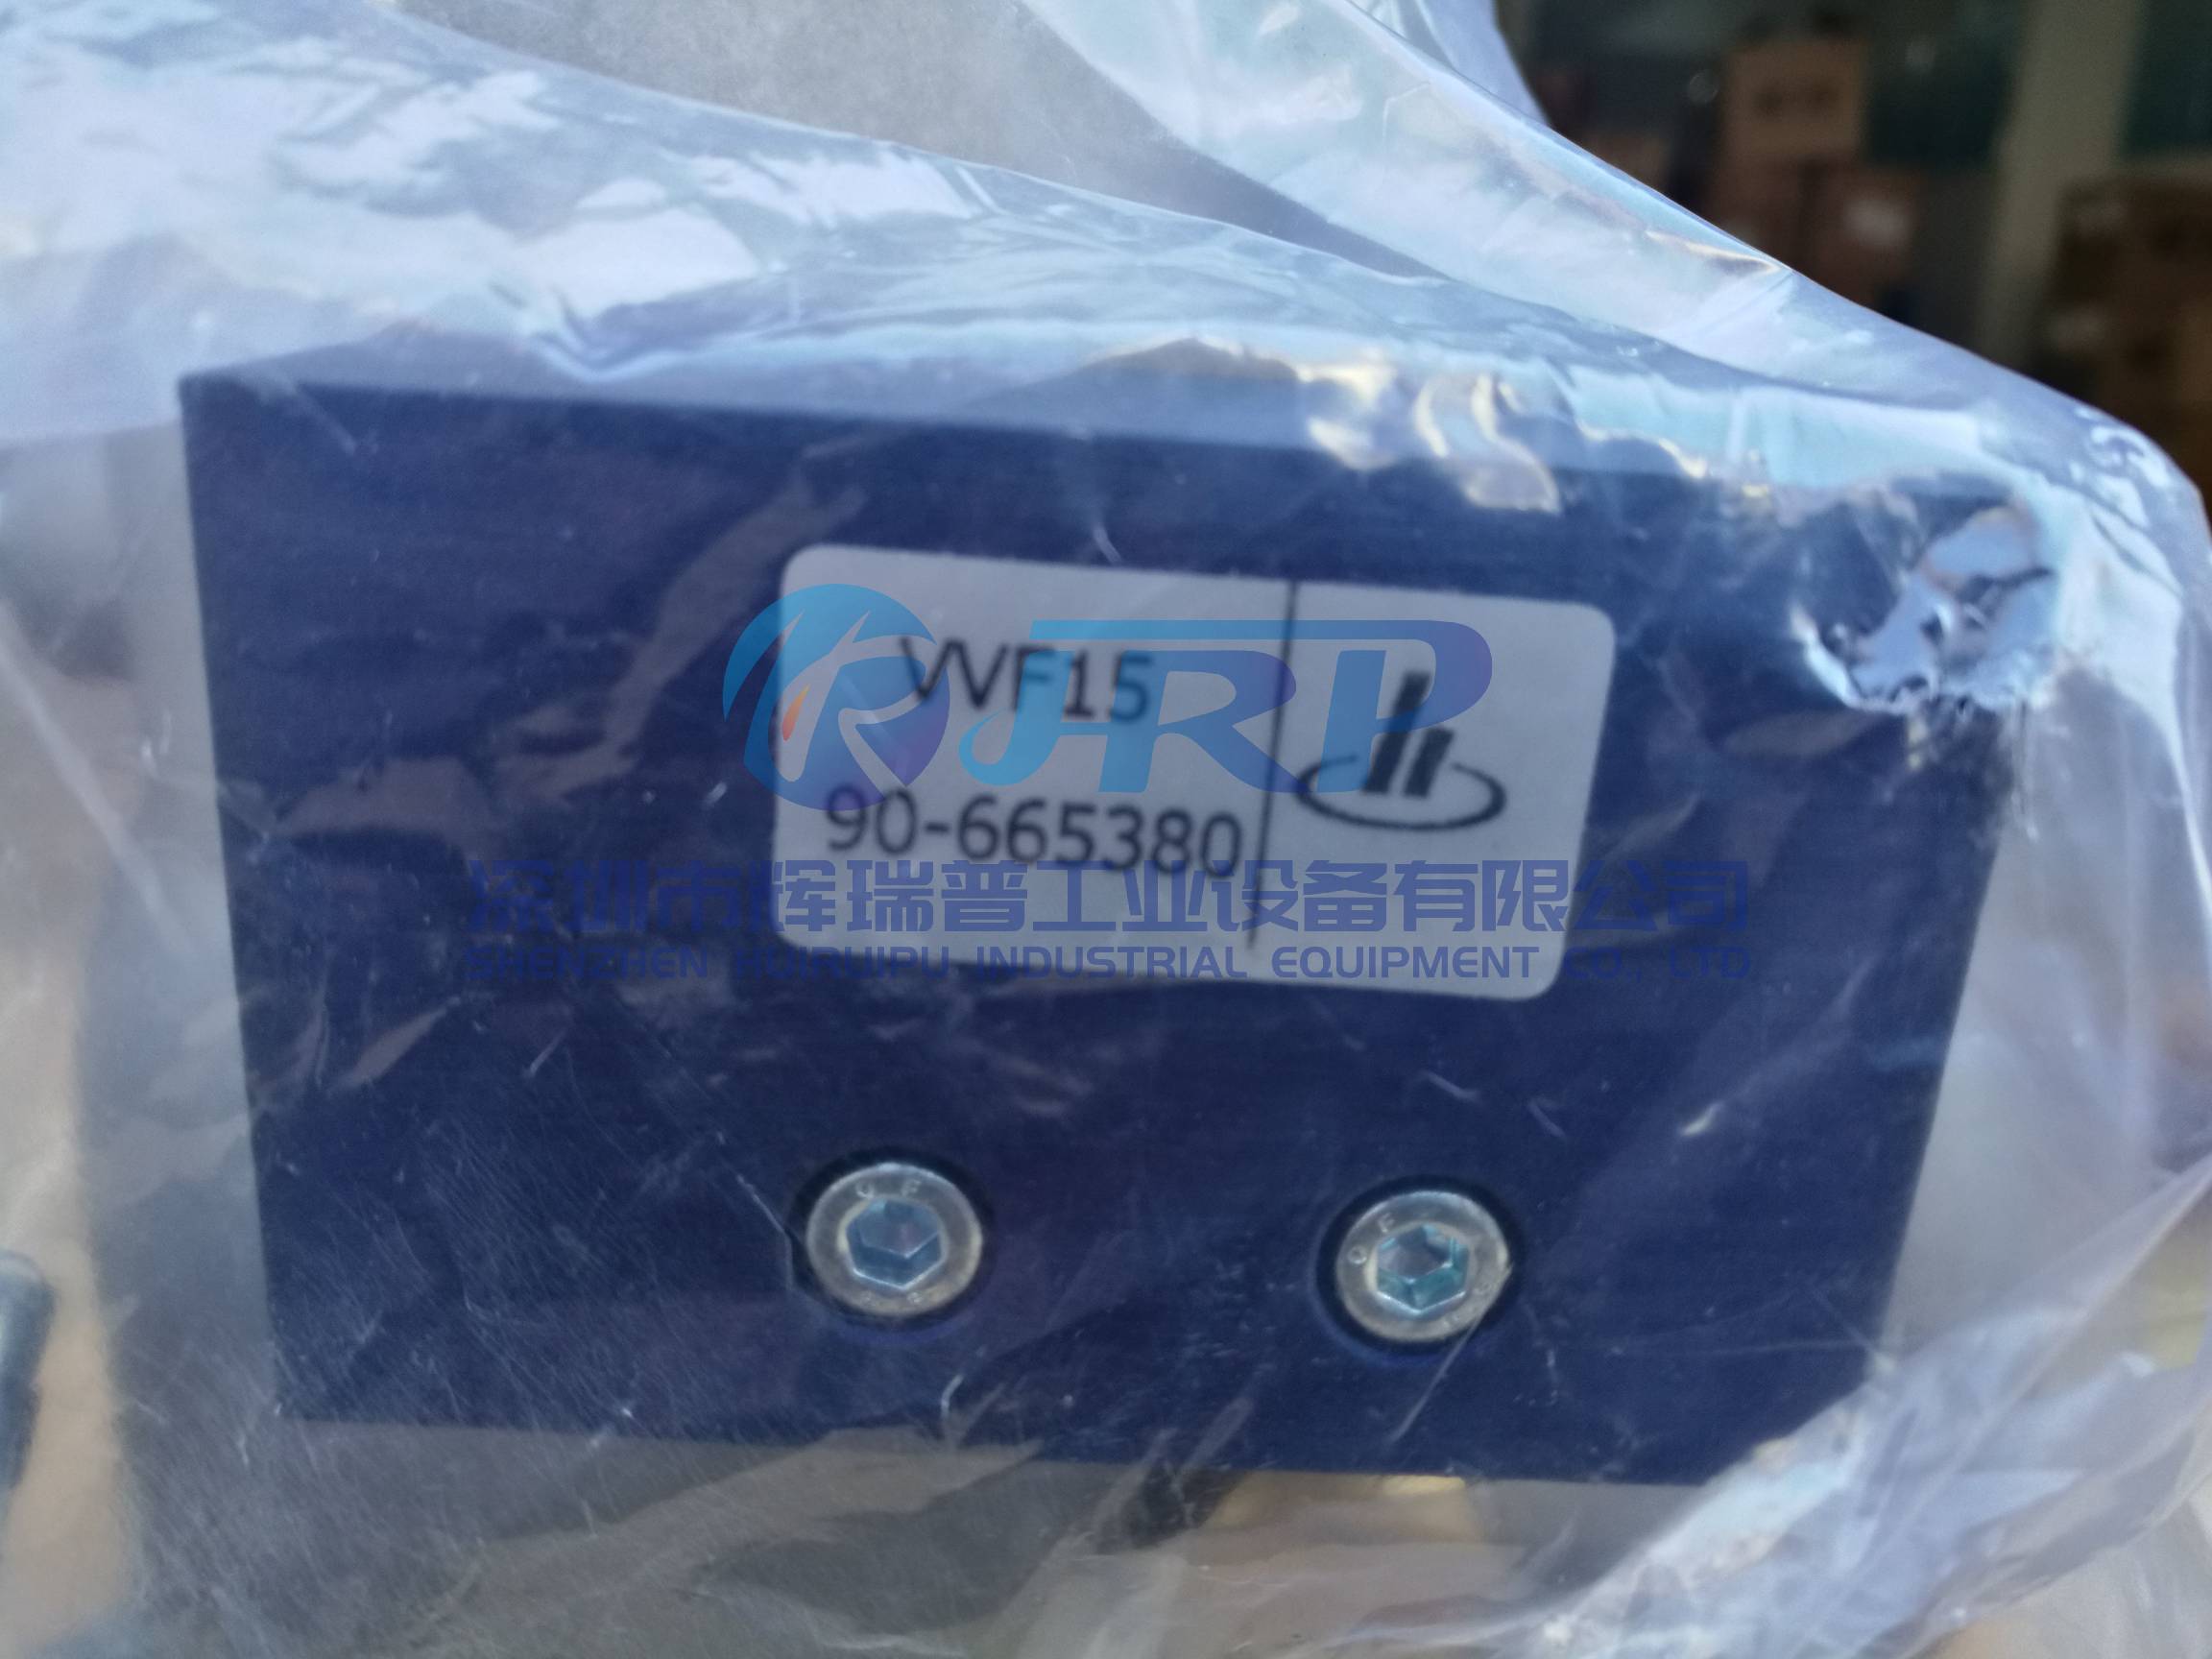 VVF15
90-665380
JHRP
深圳市辉瑞普工业设备有限公司
SHENZHEN HUIRUIPU INDUSTRIAL EQUIPMENT CO., LTD